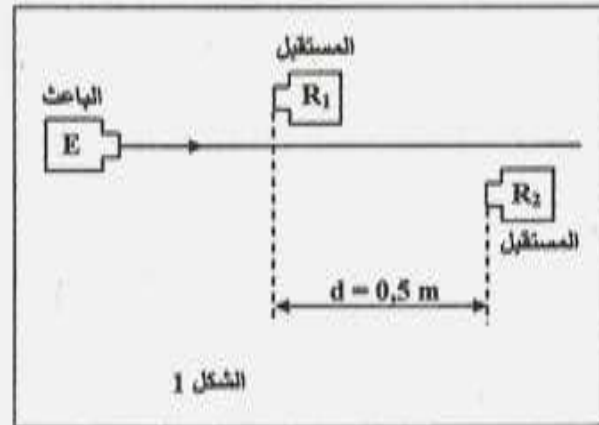 المستقبل
R₁
الباعث
E
R₂
المستقبل
d = 0,5 m
الشكل 1